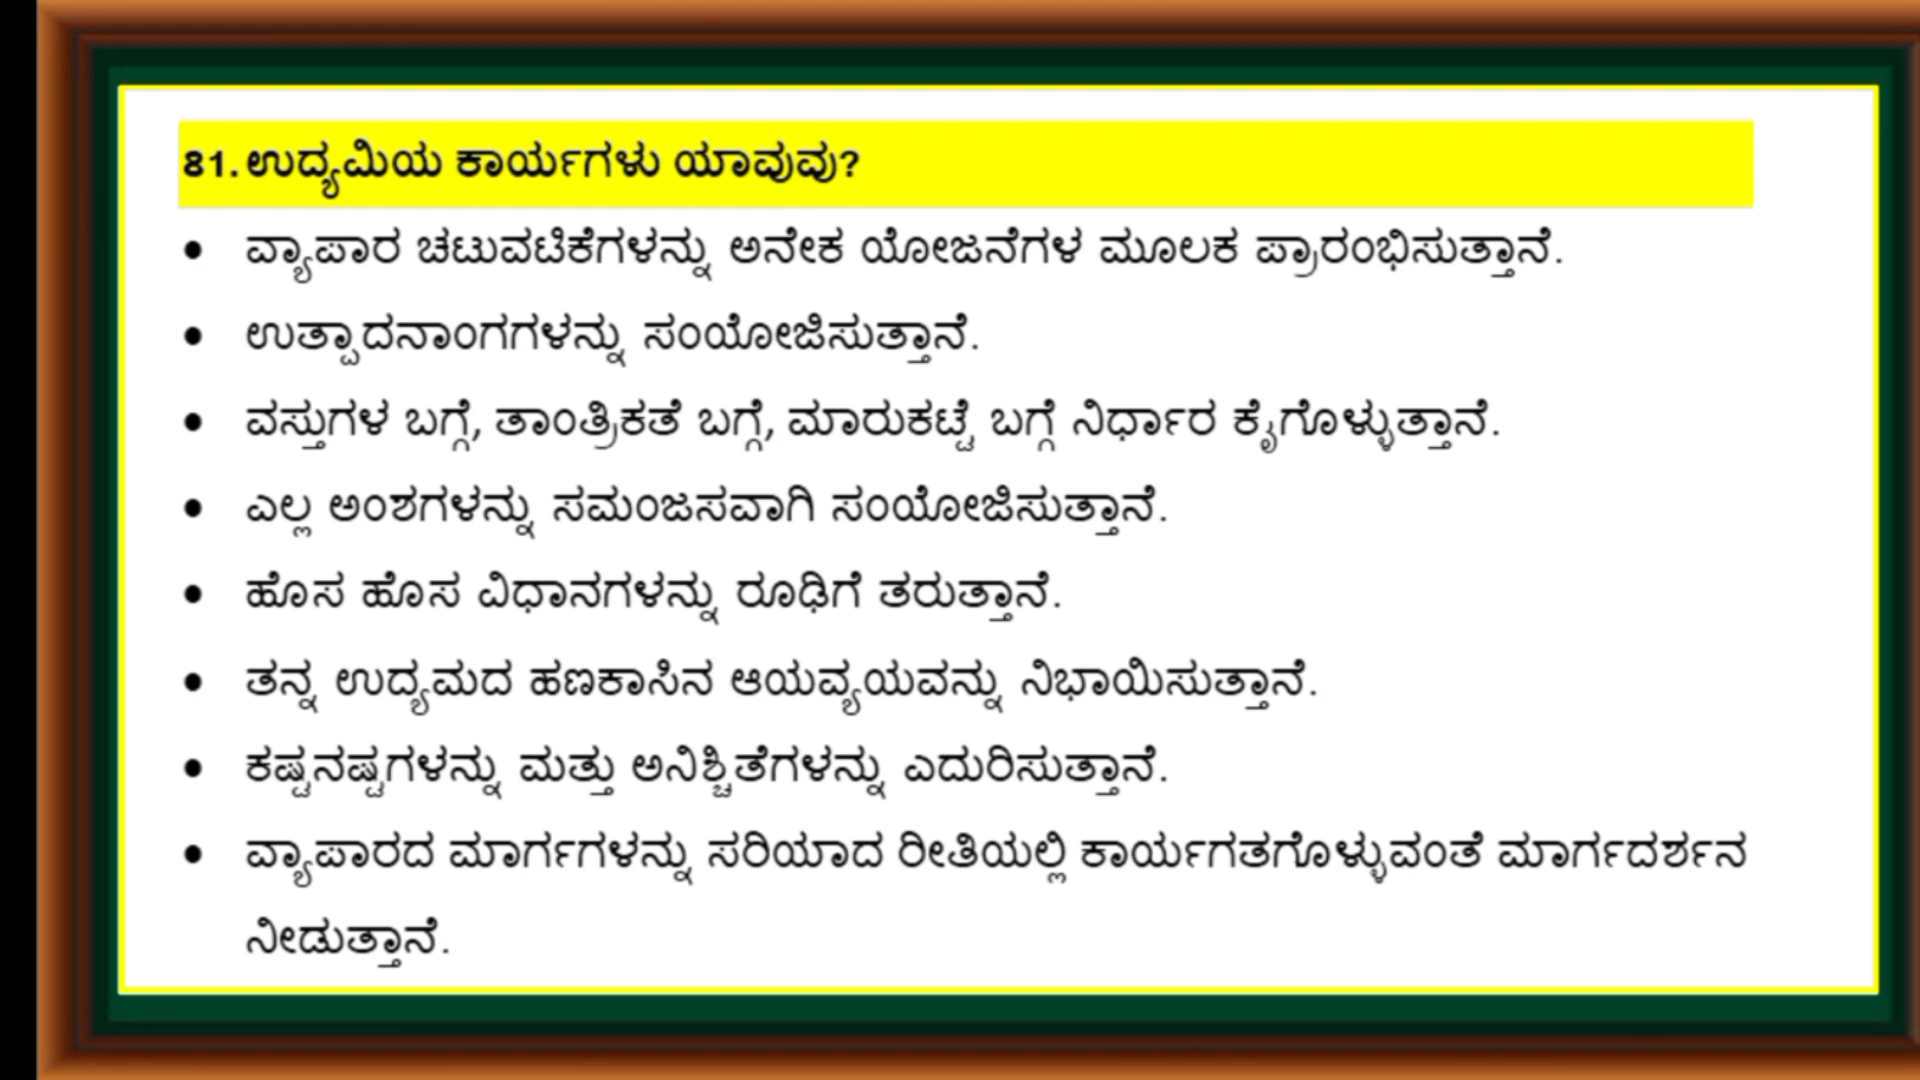 81. ಉದ್ಯಮಿಯ ಕಾರ್ಯಗಳು ಯಾವುವು?
• ವ್ಯಾಪಾರ ಚಟುವಟಿಕೆಗಳನ್ನು ಅನೇಕ ಯೋಜನೆಗಳ ಮೂಲಕ ಪ್ರಾರಂಭಿಸುತ್ತಾನೆ.
• ಉತ್ಪಾದನಾಂಗಗಳನ್ನು ಸಂಯೋಜಿಸುತ್ತಾನೆ.
• ವಸ್ತುಗಳ ಬಗ್ಗೆ, ತಾಂತ್ರಿಕತೆ ಬಗ್ಗೆ, ಮಾರುಕಟ್ಟೆ ಬಗ್ಗೆ ನಿರ್ಧಾರ ಕೈಗೊಳ್ಳುತ್ತಾನೆ.
• ಎಲ್ಲ ಅಂಶಗಳನ್ನು ಸಮಂಜಸವಾಗಿ ಸಂಯೋಜಿಸುತ್ತಾನೆ.
• ಹೊಸ ಹೊಸ ವಿಧಾನಗಳನ್ನು ರೂಢಿಗೆ ತರುತ್ತಾನೆ.
• ತನ್ನ ಉದ್ಯಮದ ಹಣಕಾಸಿನ ಆಯವ್ಯಯವನ್ನು ನಿಭಾಯಿಸುತ್ತಾನೆ.
• ಕಷ್ಟನಷ್ಟಗಳನ್ನು ಮತ್ತು ಅನಿಶ್ಚಿತೆಗಳನ್ನು ಎದುರಿಸುತ್ತಾನೆ.
• ವ್ಯಾಪಾರದ ಮಾರ್ಗಗಳನ್ನು ಸರಿಯಾದ ರೀತಿಯಲ್ಲಿ ಕಾರ್ಯಗತಗೊಳ್ಳುವಂತೆ ಮಾರ್ಗದರ್ಶನ
ನೀಡುತ್ತಾನೆ.